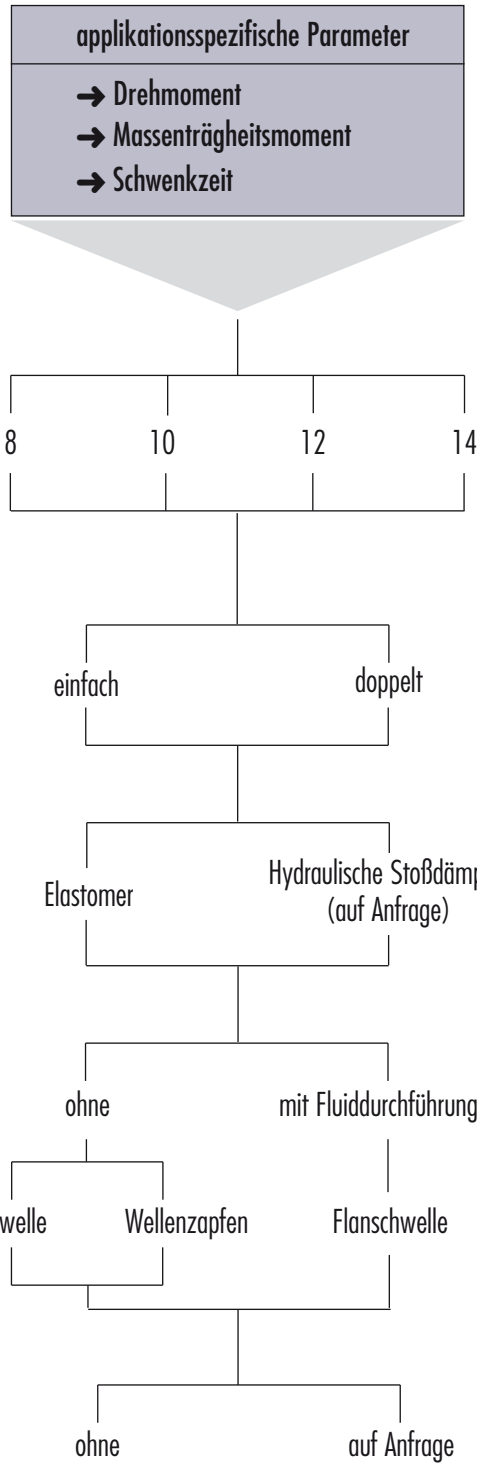 applikationsspezifische Parameter
➔ Drehmoment
➔ Massenträgheitsmoment
➔ Schwenkzeit
8 10 12 14
einfach doppelt
Elastomer Hydraulische
(auf Anfrage)
ohne mit Fluiddurchführung
Wellenzapfen Flanschwelle
ohne auf Anfrage